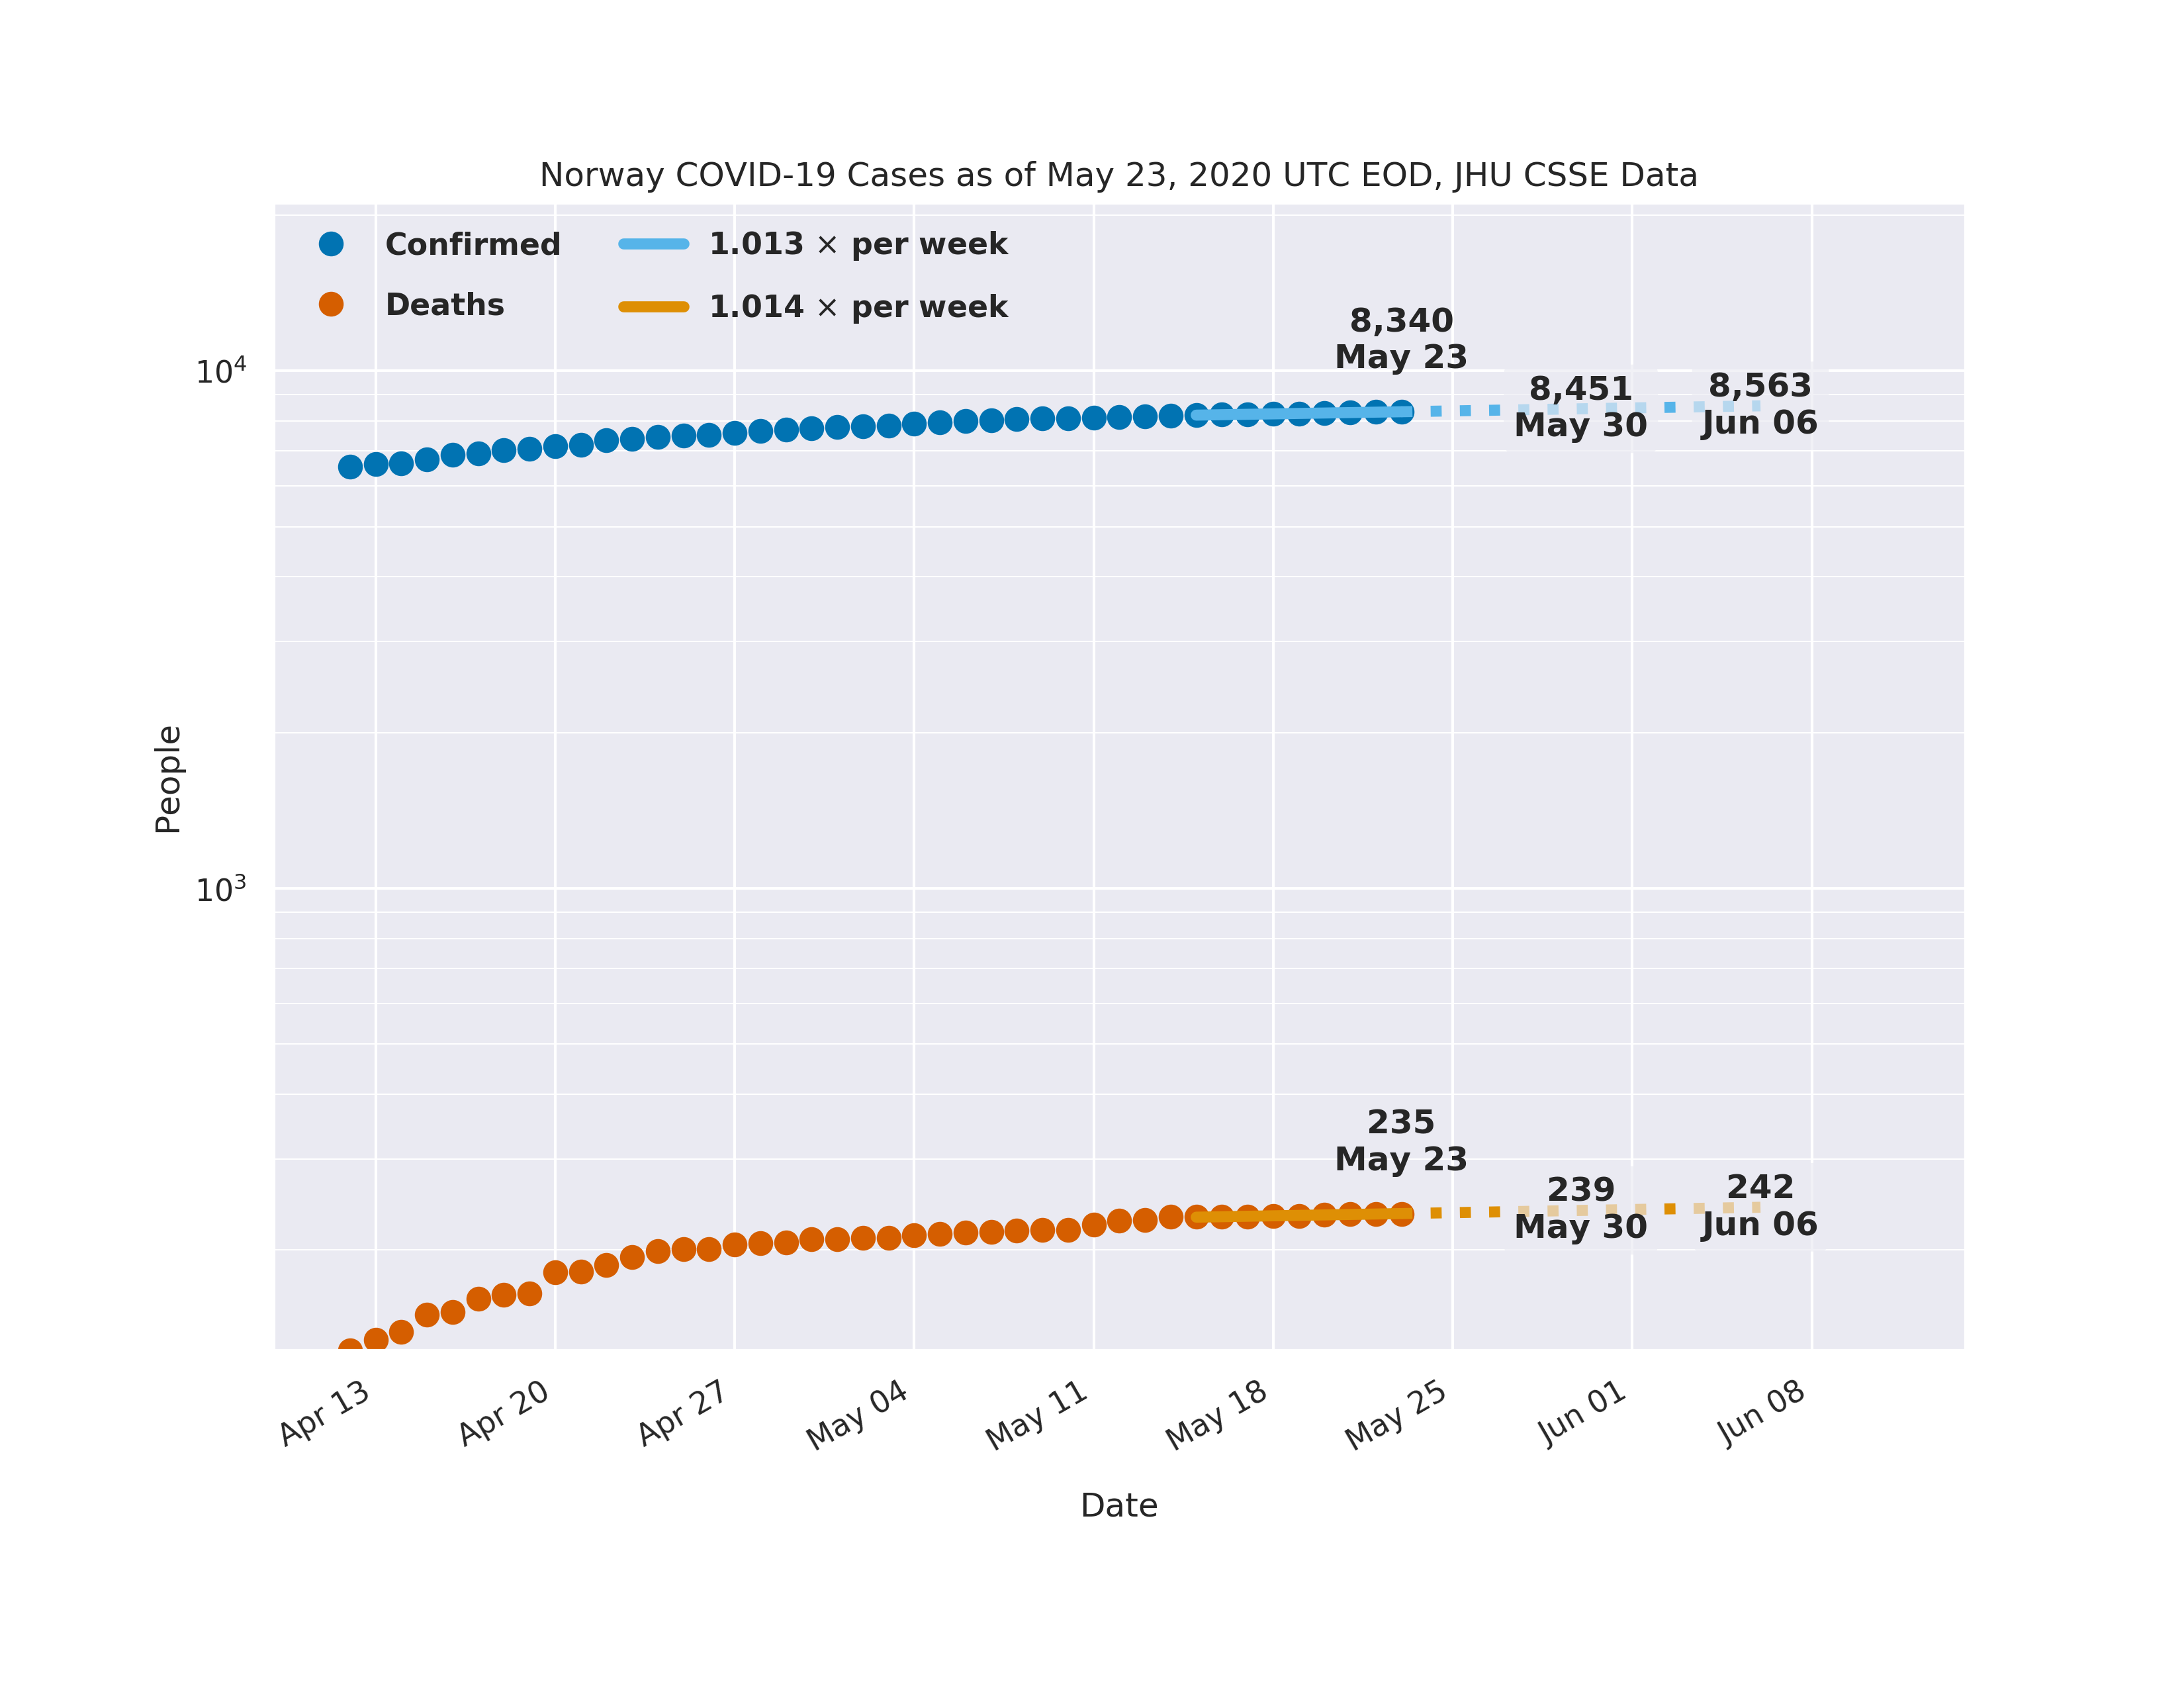 Norway COVID-19 Cases as of May 23, 2020 UTC EOD, JHU CSSE Data
Confirmed
Deaths
1.013 × per week
1.014 × per week
8,340
May 23
8,451
May 30
8,563
Jun 06
235
May 23
239
May 30
242
Jun 06
10⁴
10³
People
Apr 13
Apr 20
Apr 27
May 04
May 11
May 18
May 25
Jun 01
Jun 08
Date